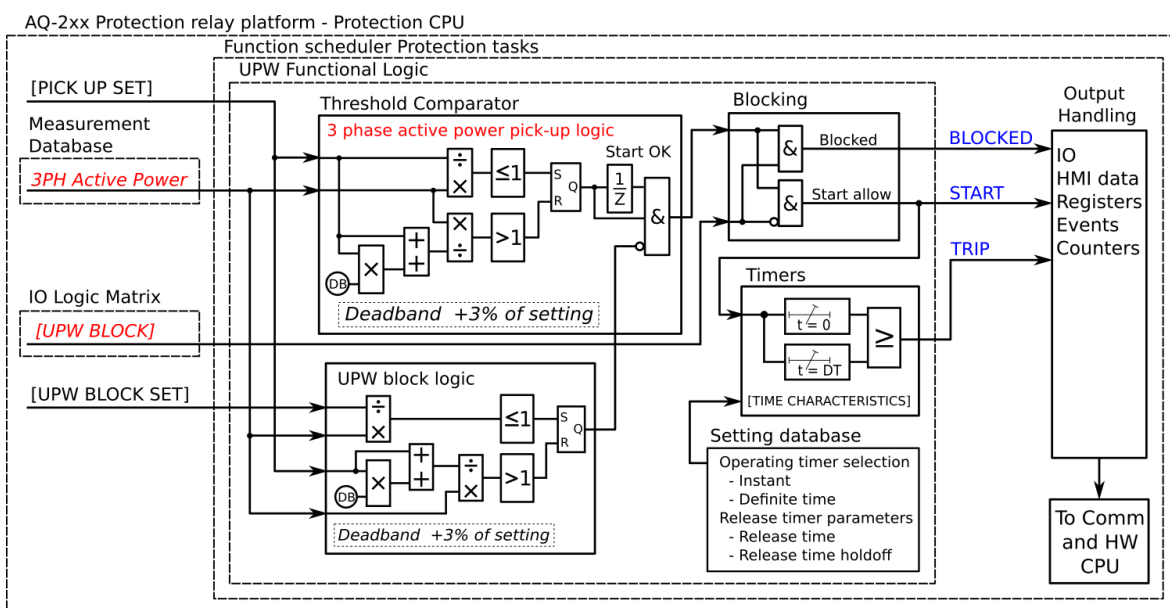 AQ-2xx Protection relay platform - Protection CPU
Function scheduler Protection tasks
UPW Functional Logic
[PICK UP SET]
Measurement
Database
3PH Active Power
IO Logic Matrix
[UPW BLOCK]
[UPW BLOCK SET]
Threshold Comparator
3 phase active power pick-up logic
÷
×
≤1
S
Q
R
Start OK
1
Z
&
×
÷
>1
+
+
×
DB
Deadband +3% of setting
UPW block logic
÷
×
≤1
S
Q
R
+
+
×
÷
×
>1
DB
Deadband +3% of setting
Blocking
&
Blocked
&
Start allow
Timers
t = 0
t = DT
≥
[TIME CHARACTERISTICS]
Setting database
Operating timer selection
- Instant
- Definite time
Release timer parameters
- Release time
- Release time holdoff
BLOCKED
START
TRIP
Output
Handling
IO
HMI data
Registers
Events
Counters
To Comm
and HW
CPU